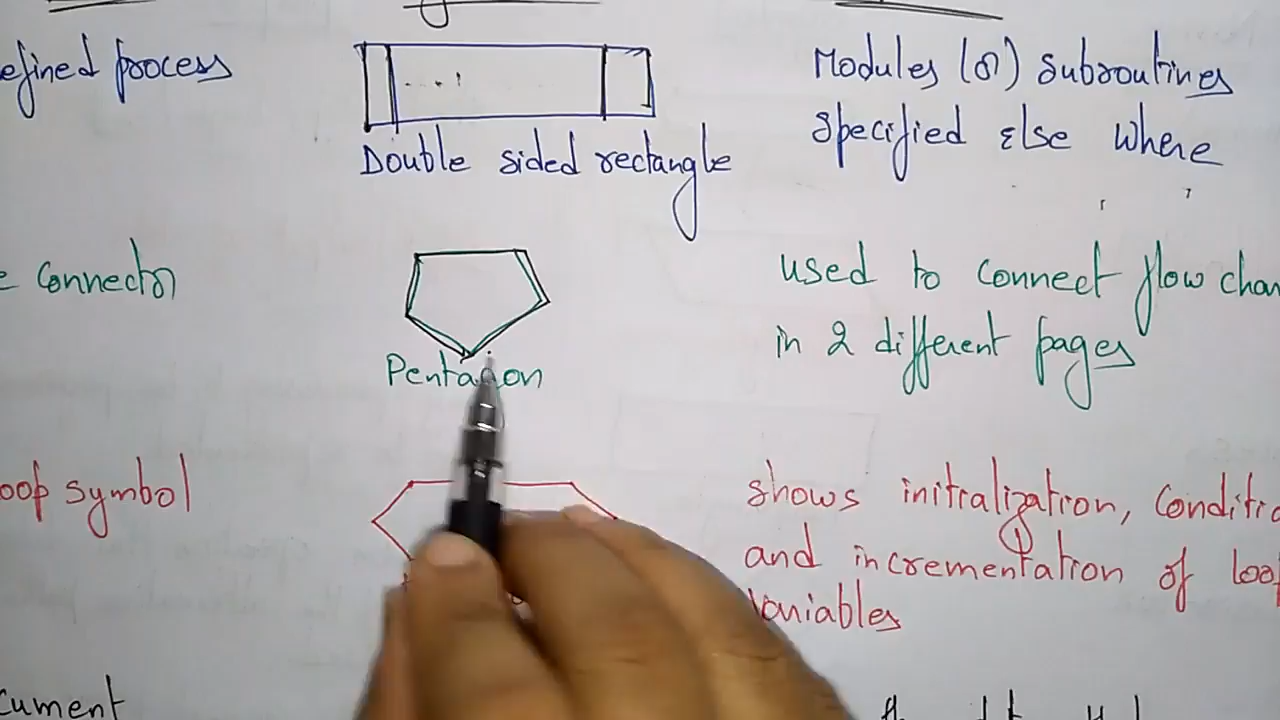 efined process
Modules (or) subroutines
specified else where
Double sided rectangle
e connector
used to connect flow char
in 2 different pages
Pentagon
oop symbol
shows initialization, conditio
and incrementation of loop
variables
cument